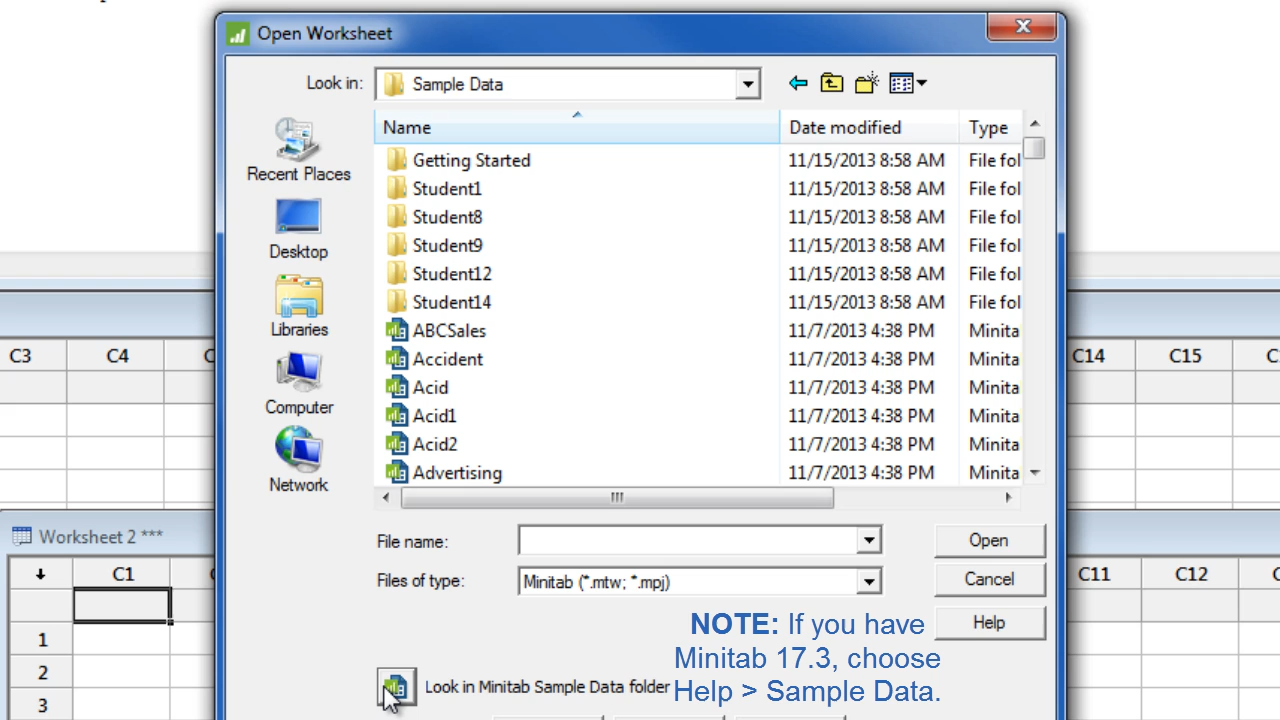 Open Worksheet
Look in: Sample Data
Name Date modified Type
Getting Started 11/15/2013 8:58 AM File fol
Student1 11/15/2013 8:58 AM File fol
Student8 11/15/2013 8:58 AM File fol
Student9 11/15/2013 8:58 AM File fol
Student12 11/15/2013 8:58 AM File fol
Student14 11/15/2013 8:58 AM File fol
ABCSales 11/7/2013 4:38 PM Minita
Accident 11/7/2013 4:38 PM Minita
Acid 11/7/2013 4:38 PM Minita
Acid1 11/7/2013 4:38 PM Minita
Acid2 11/7/2013 4:38 PM Minita
Advertising 11/7/2013 4:38 PM Minita
Recent Places
Desktop
Libraries
Computer
Network
File name: Open
Files of type: Minitab (*.mtw; *.mpj) Cancel
Help
NOTE: If you have
Minitab 17.3, choose
Help > Sample Data.
Look in Minitab Sample Data folder
C3 C4 C14 C15
Worksheet 2 ***
C1 C11 C12
1
2
3